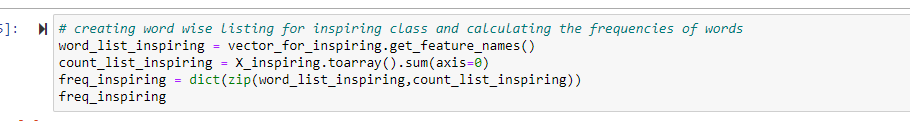 ]:
# creating word wise listing for inspiring class and calculating the frequencies of words
word_list_inspiring = vector_for_inspiring.get_feature_names()
count_list_inspiring = X_inspiring.toarray().sum(axis=0)
freq_inspiring = dict(zip(word_list_inspiring,count_list_inspiring))
freq_inspiring